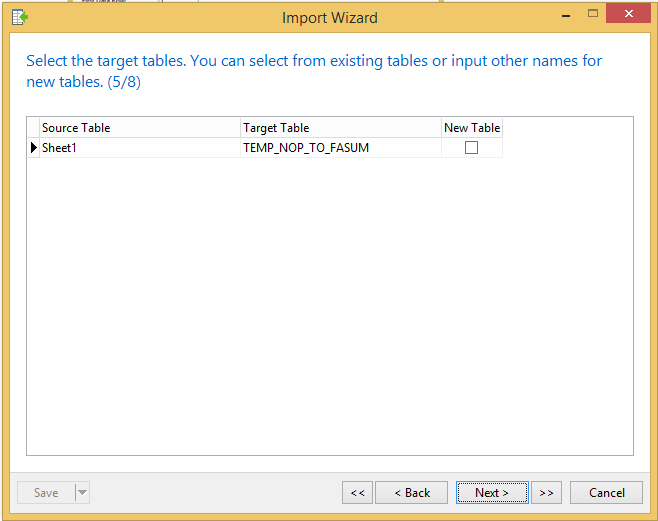 Import Wizard
Select the target tables. You can select from existing tables or input other names for
new tables. (5/8)
Source Table Target Table New Table
Sheet1 TEMP_NOP_TO_FASUM
Save << < Back Next > >> Cancel